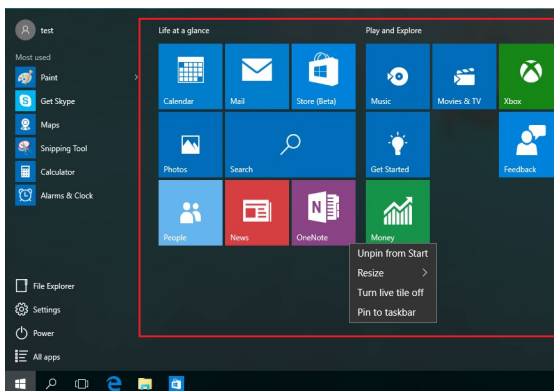 test
Most used
Paint
Get Skype
Maps
Snipping Tool
Calculator
Alarms & Clock
File Explorer
Settings
Power
All apps
Life at a glance
Play and Explore
Calendar
Mail
Store (Beta)
Music
Movies & TV
Xbox
Photos
Search
Get Started
Feedback
People
News
OneNote
Money
Unpin from Start
Resize
Turn live tile off
Pin to taskbar